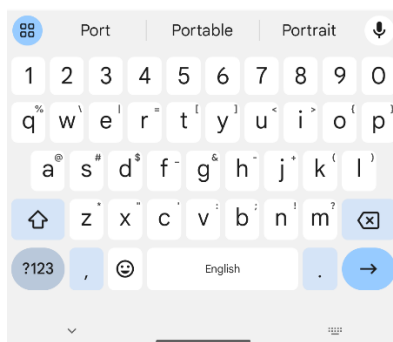 Port Portable Portrait
1 2 3 4 5 6 7 8 9 0
% \ | = [ ] < > { }
q w e r t y u i o p
@ # $ _ & - + ( )
a s d f g h j k l
* " ' : ; ! ?
z x c v b n m
?123 , English .